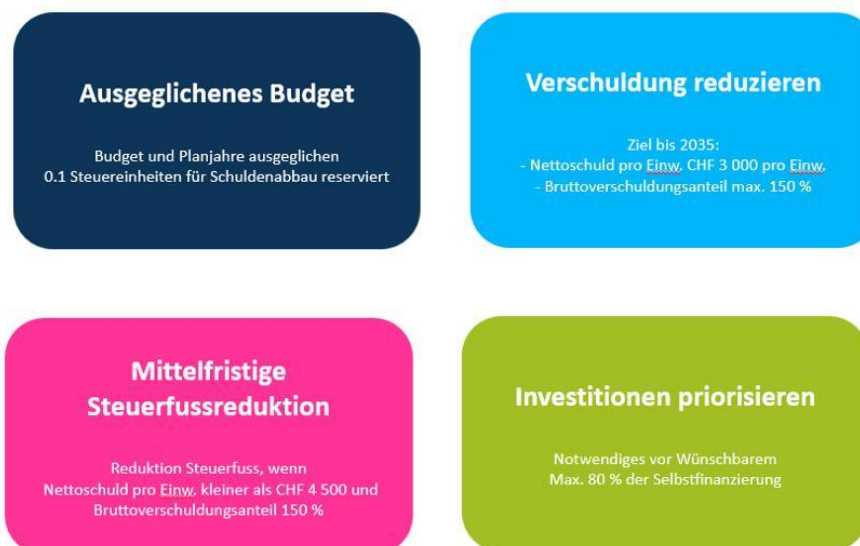 Ausgeglichenes Budget
Budget und Planjahre ausgeglichen
0.1 Steuereinheiten für Schuldenabbau reserviert
Verschuldung reduzieren
Ziel bis 2035:
- Nettoschuld pro Einw. CHF 3 000 pro Einw.
- Bruttoverschuldungsanteil max. 150 %
Mittelfristige
Steuerfussreduktion
Reduktion Steuerfuss, wenn
Nettoschuld pro Einw. kleiner als CHF 4 500 und
Bruttoverschuldungsanteil 150 %
Investitionen priorisieren
Notwendiges vor Wünschbarem
Max. 80 % der Selbstfinanzierung